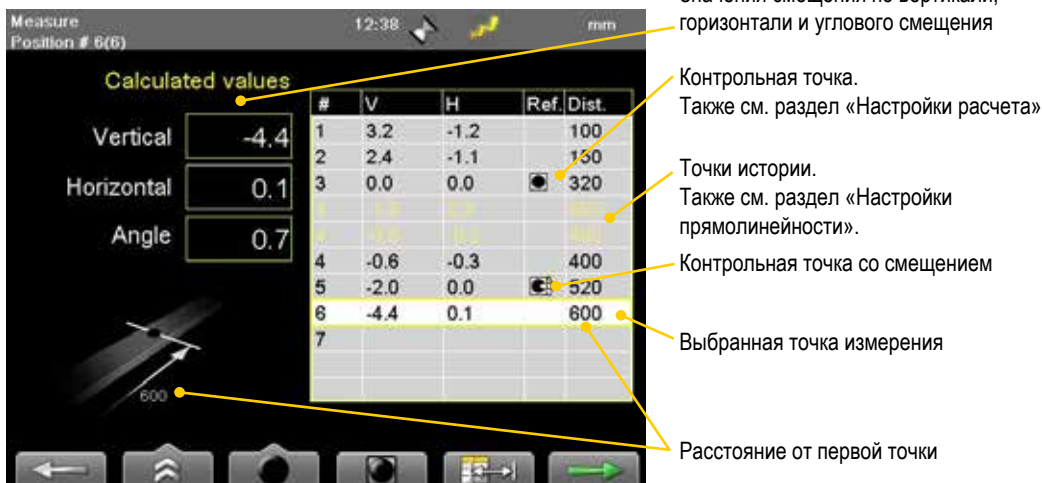 Measure 12:38 mm
Position # 6(6)
Calculated values
# V H Ref. Dist.
Vertical -4.4
Horizontal 0.1
Angle 0.7
1 3.2 -1.2 100
2 2.4 -1.1 150
3 0.0 0.0 320
4 -0.6 -0.3 400
5 -2.0 0.0 520
6 -4.4 0.1 600
7
600
горизонтали и углового смещения
Контрольная точка.
Также см. раздел «Настройки расчета»
Точки истории.
Также см. раздел «Настройки
прямолинейности».
Контрольная точка со смещением
Выбранная точка измерения
Расстояние от первой точки